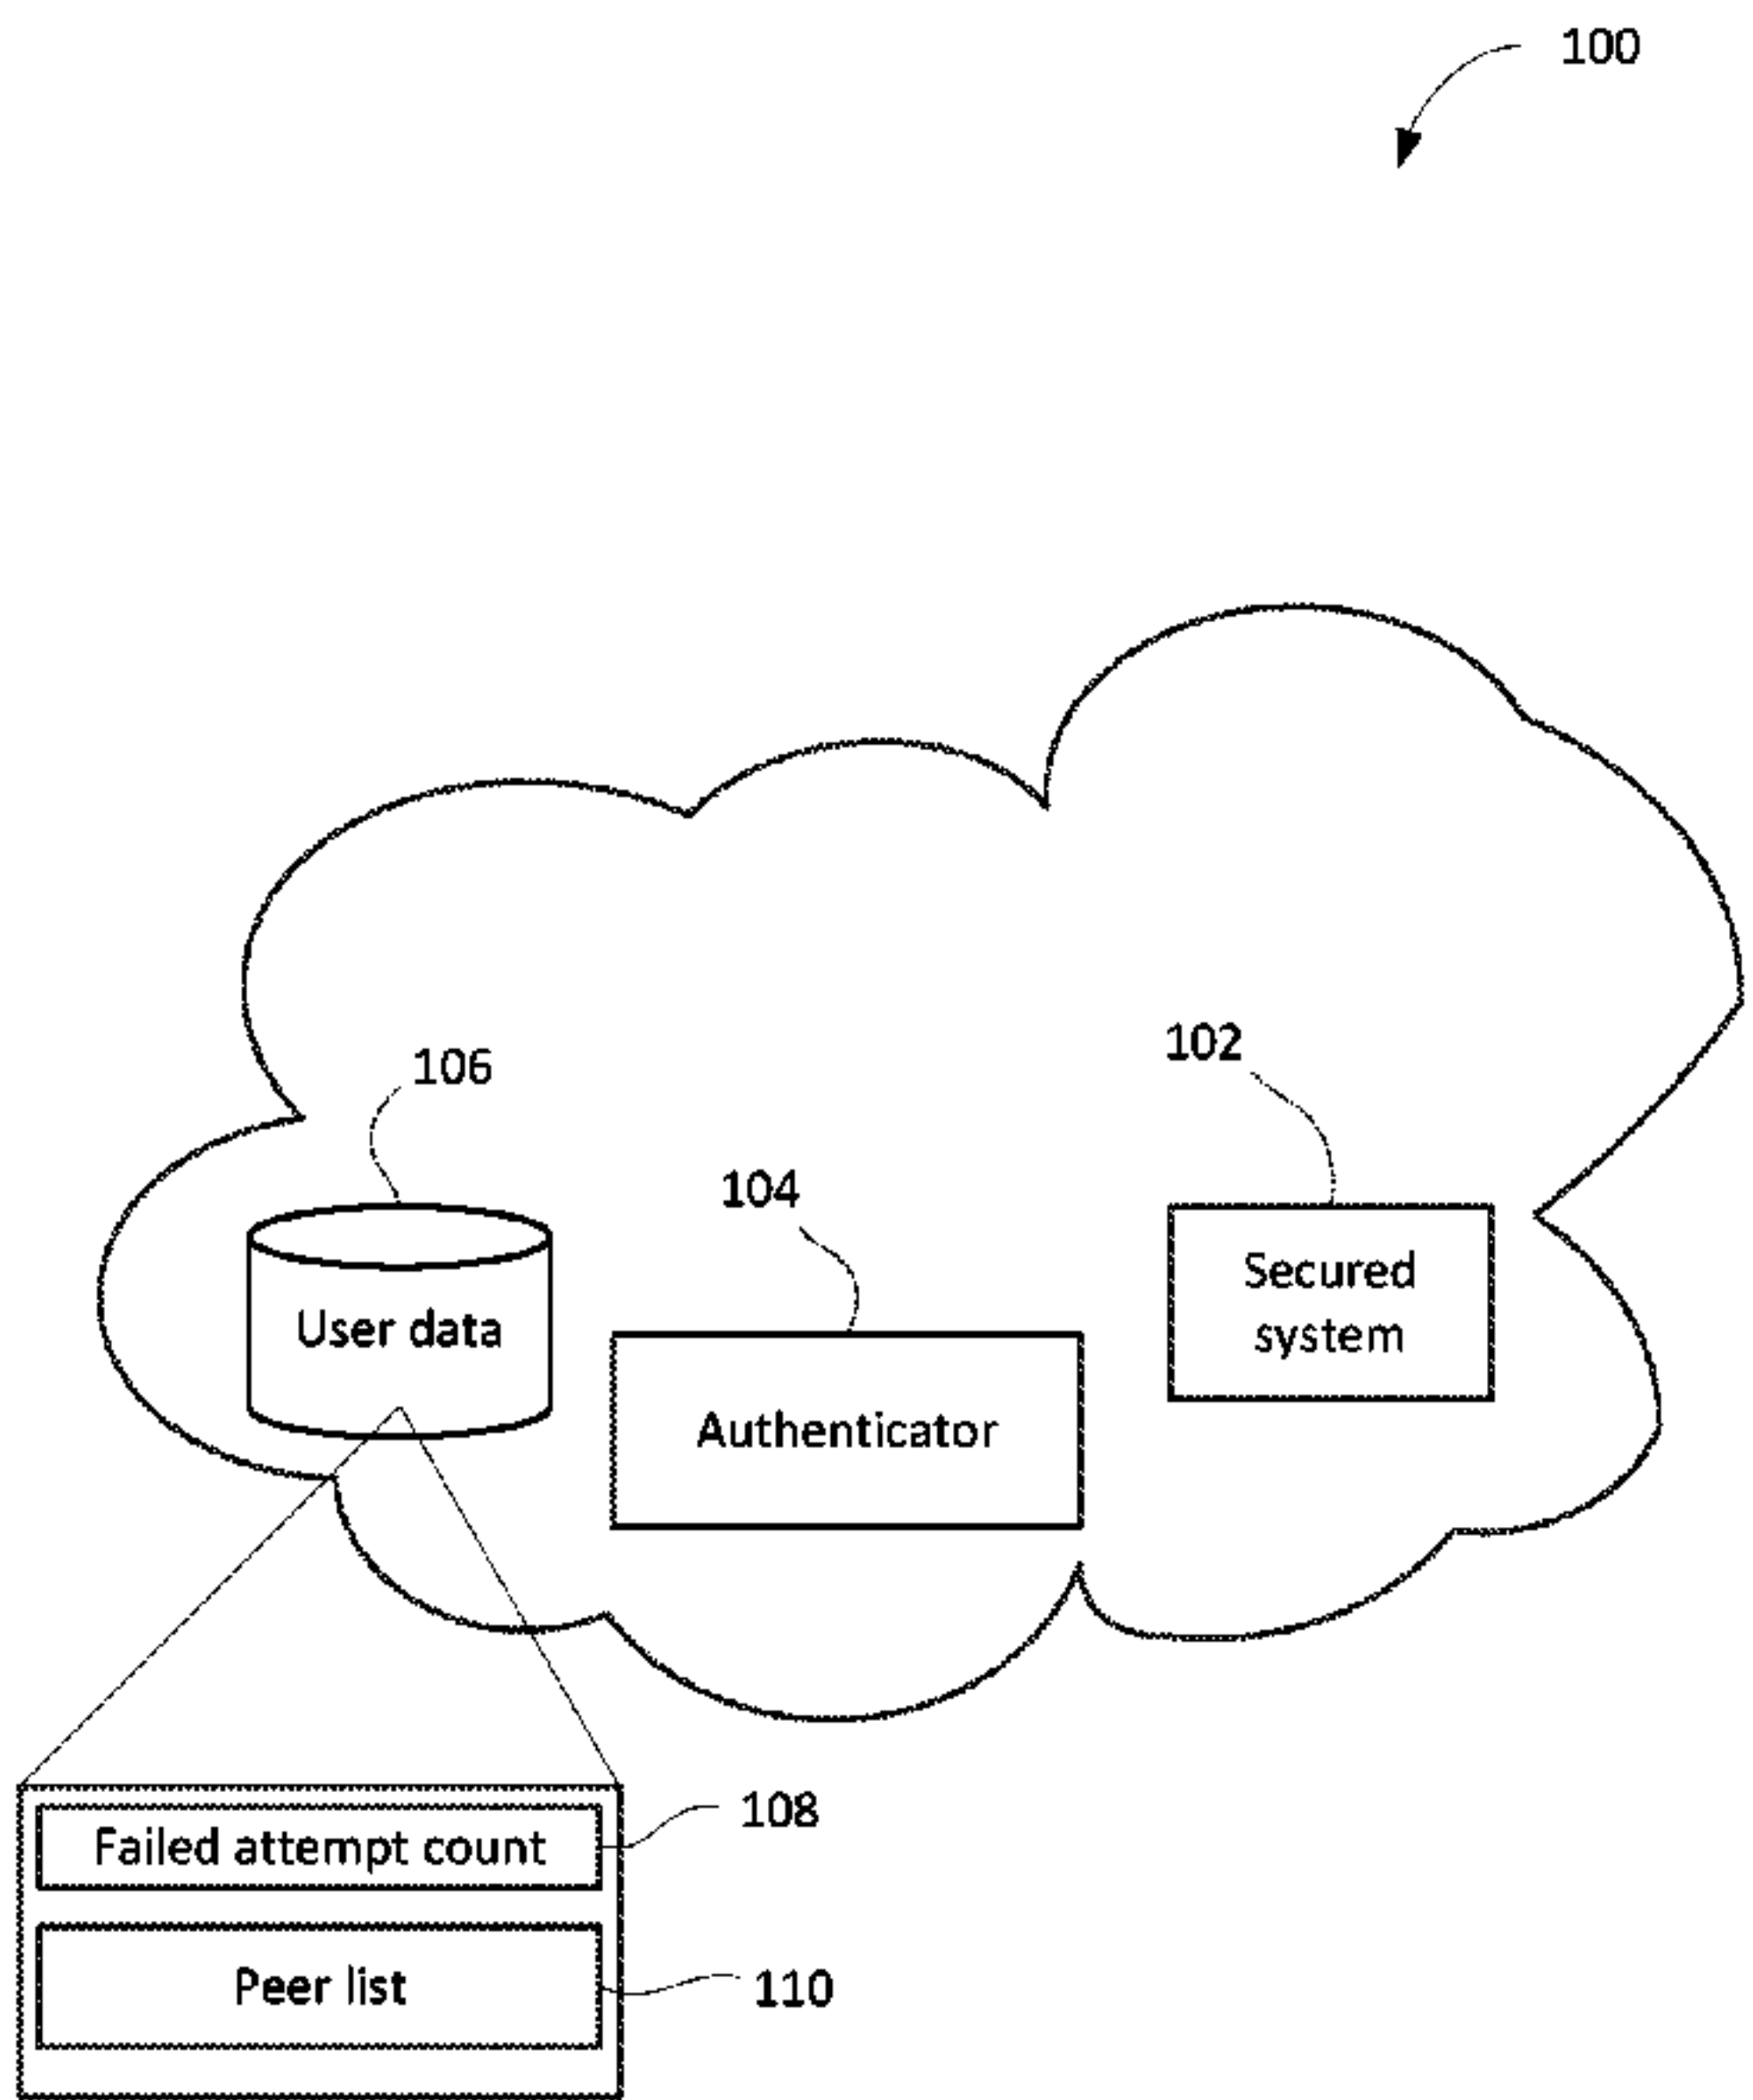 100
102
106
104
Secured
system
User data
Authenticator
108
Failed attempt count
Peer list
110